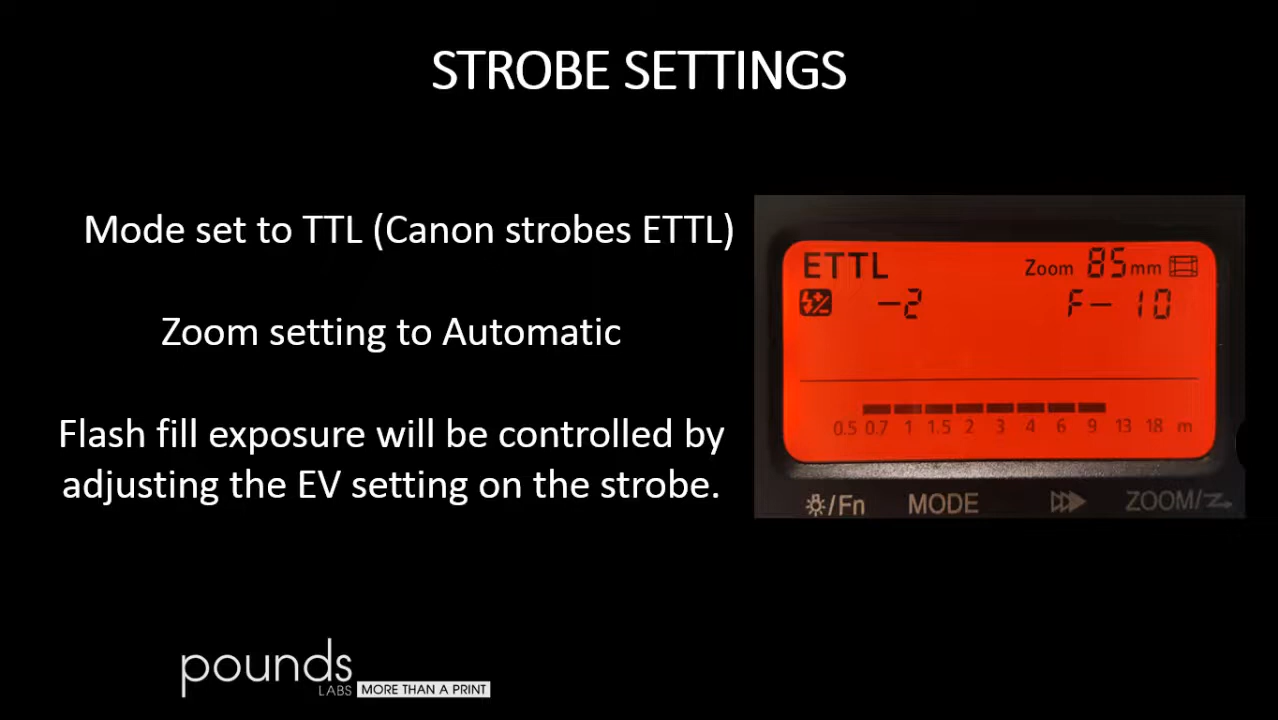 STROBE SETTINGS
Mode set to TTL (Canon strobes ETTL)
Zoom setting to Automatic
Flash fill exposure will be controlled by
adjusting the EV setting on the strobe.
ETTL Zoom 85mm
-2 F- 10
0.5 0.7 1 1.5 2 3 4 6 9 13 18 m
/Fn MODE ZOOM/
pounds
LABS MORE THAN A PRINT